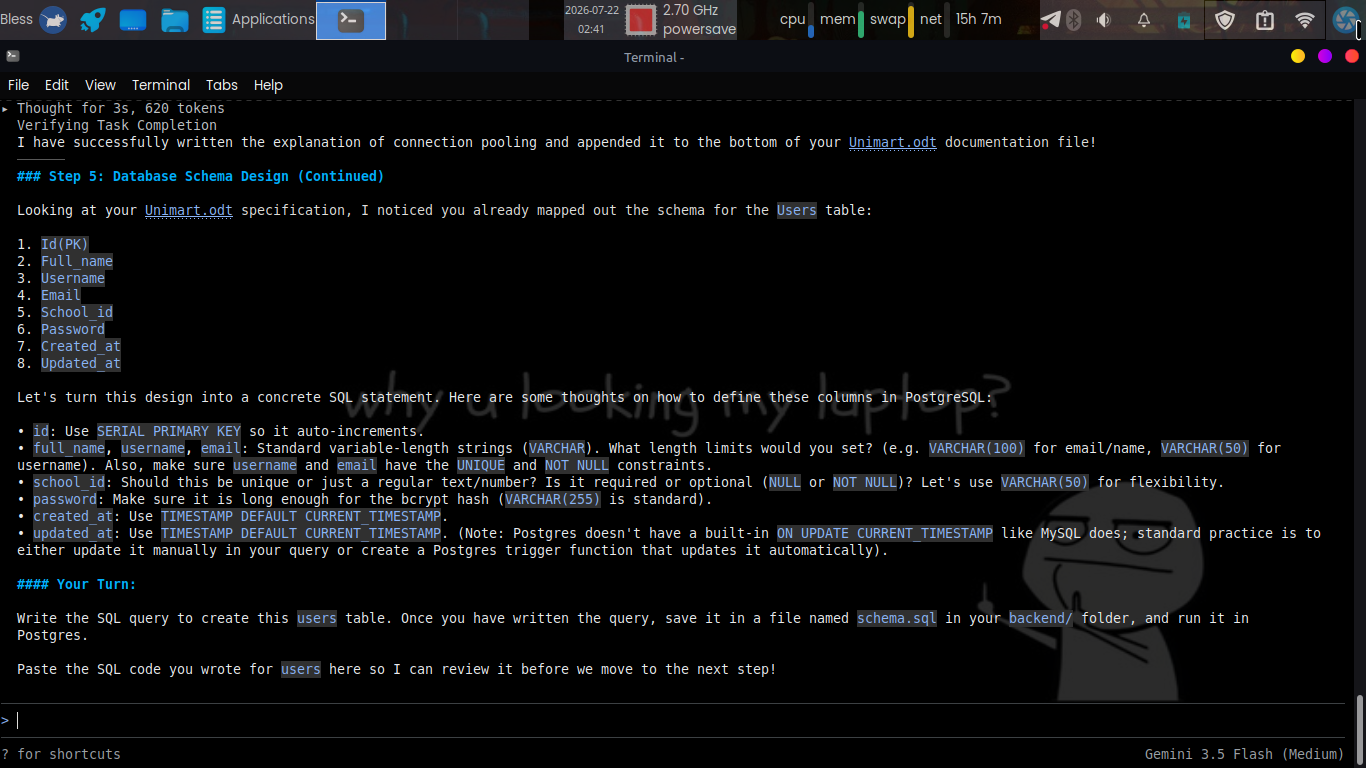 Bless Applications 2026-07-22 2.70 GHz cpu mem swap net 15h 7m
02:41 powersave
Terminal -
File Edit View Terminal Tabs Help
▸ Thought for 3s, 620 tokens
Verifying Task Completion
I have successfully written the explanation of connection pooling and appended it to the bottom of your Unimart.odt documentation file!
### Step 5: Database Schema Design (Continued)
Looking at your Unimart.odt specification, I noticed you already mapped out the schema for the Users table:
1. Id(PK)
2. Full_name
3. Username
4. Email
5. School_id
6. Password
7. Created_at
8. Updated_at
why u looking my laptop?
Let's turn this design into a concrete SQL statement. Here are some thoughts on how to define these columns in PostgreSQL:
• id: Use SERIAL PRIMARY KEY so it auto-increments.
• full_name, username, email: Standard variable-length strings (VARCHAR). What length limits would you set? (e.g. VARCHAR(100) for email/name, VARCHAR(50) for
username). Also, make sure username and email have the UNIQUE and NOT NULL constraints.
• school_id: Should this be unique or just a regular text/number? Is it required or optional (NULL or NOT NULL)? Let's use VARCHAR(50) for flexibility.
• password: Make sure it is long enough for the bcrypt hash (VARCHAR(255) is standard).
• created_at: Use TIMESTAMP DEFAULT CURRENT_TIMESTAMP.
• updated_at: Use TIMESTAMP DEFAULT CURRENT_TIMESTAMP. (Note: Postgres doesn't have a built-in ON UPDATE CURRENT_TIMESTAMP like MySQL does; standard practice is to
either update it manually in your query or create a Postgres trigger function that updates it automatically).
#### Your Turn:
Write the SQL query to create this users table. Once you have written the query, save it in a file named schema.sql in your backend/ folder, and run it in
Postgres.
Paste the SQL code you wrote for users here so I can review it before we move to the next step!
>
? for shortcuts Gemini 3.5 Flash (Medium)